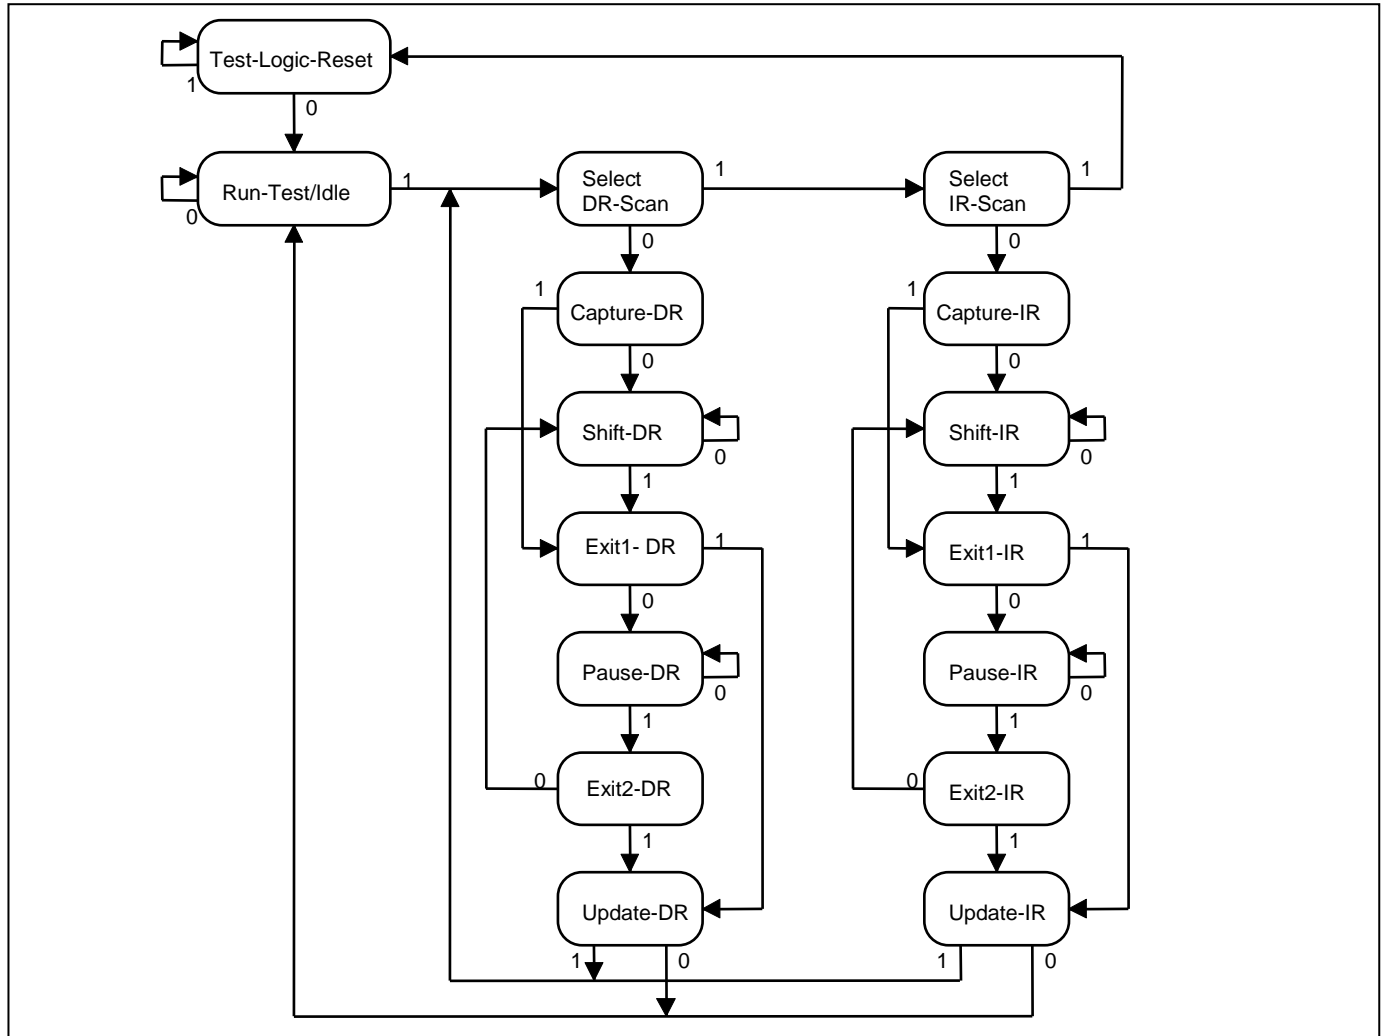 Test-Logic-Reset
1
0
Run-Test/Idle
1
0
Select
DR-Scan
1
0
Select
IR-Scan
1
0
1
Capture-DR
0
1
Capture-IR
0
Shift-DR
0
1
Shift-IR
0
1
Exit1- DR
1
0
Exit1-IR
1
0
Pause-DR
0
1
Pause-IR
0
1
0
Exit2-DR
1
0
Exit2-IR
1
Update-DR
1
0
Update-IR
1
0